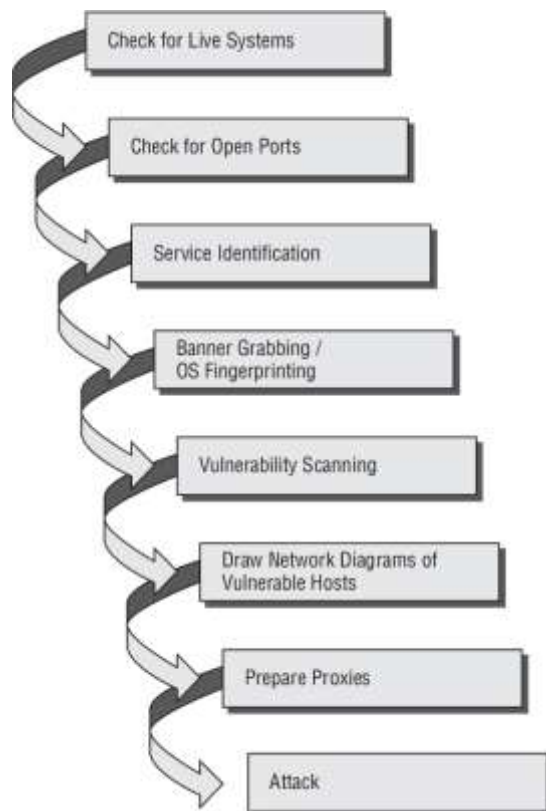 Check for Live Systems
Check for Open Ports
Service Identification
Banner Grabbing /
OS Fingerprinting
Vulnerability Scanning
Draw Network Diagrams of
Vulnerable Hosts
Prepare Proxies
Attack